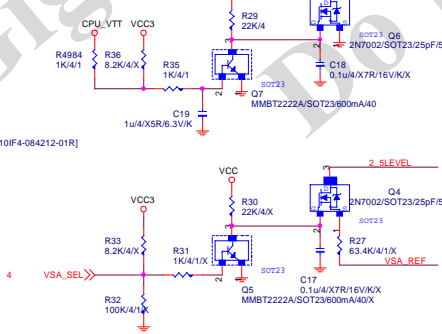 R29
22K/4
Q6
2N7002/SOT23/25pF/5
SOT23
CPU_VTT VCC3
R4984
1K/4/1
R36
8.2K/4/X
R35
1K/4/1
C18
0.1u/4/X7R/16V/K/X
SOT23
Q7
MMBT2222A/SOT23/600mA/40
C19
1u/4/X5R/6.3V/K
10IF4-084212-01R]
2_5LEVEL
VCC
Q4
2N7002/SOT23/25pF/5
SOT23
VCC3
R30
22K/4/X
R33
8.2K/4/X
R31
1K/4/1/X
R27
63.4K/4/1/X
VSA_REF
4 VSA_SEL
SOT23
C17
0.1u/4/X7R/16V/K/X
Q5
MMBT2222A/SOT23/600mA/40/X
R32
100K/4/1/X